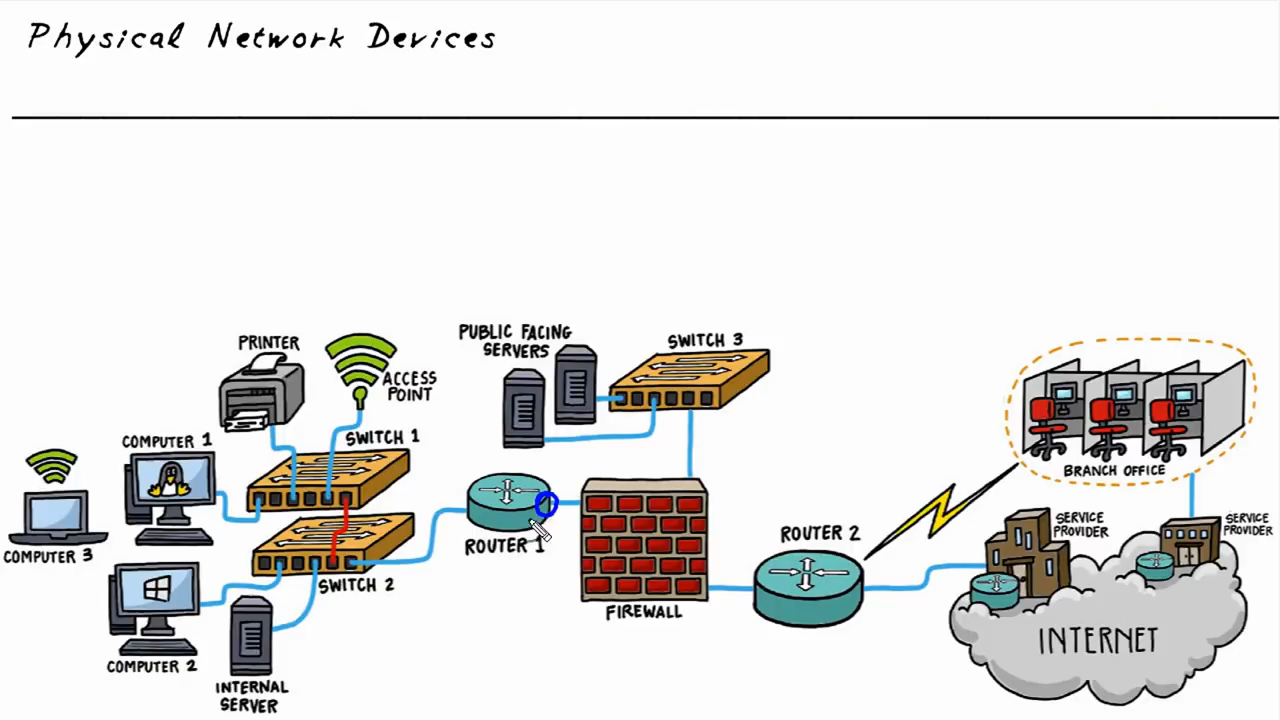 Physical Network Devices
PRINTER
ACCESS
POINT
COMPUTER 1
SWITCH 1
COMPUTER 3
SWITCH 2
COMPUTER 2
INTERNAL
SERVER
PUBLIC FACING
SERVERS
SWITCH 3
ROUTER 1
FIREWALL
ROUTER 2
BRANCH OFFICE
SERVICE
PROVIDER
SERVICE
PROVIDER
INTERNET